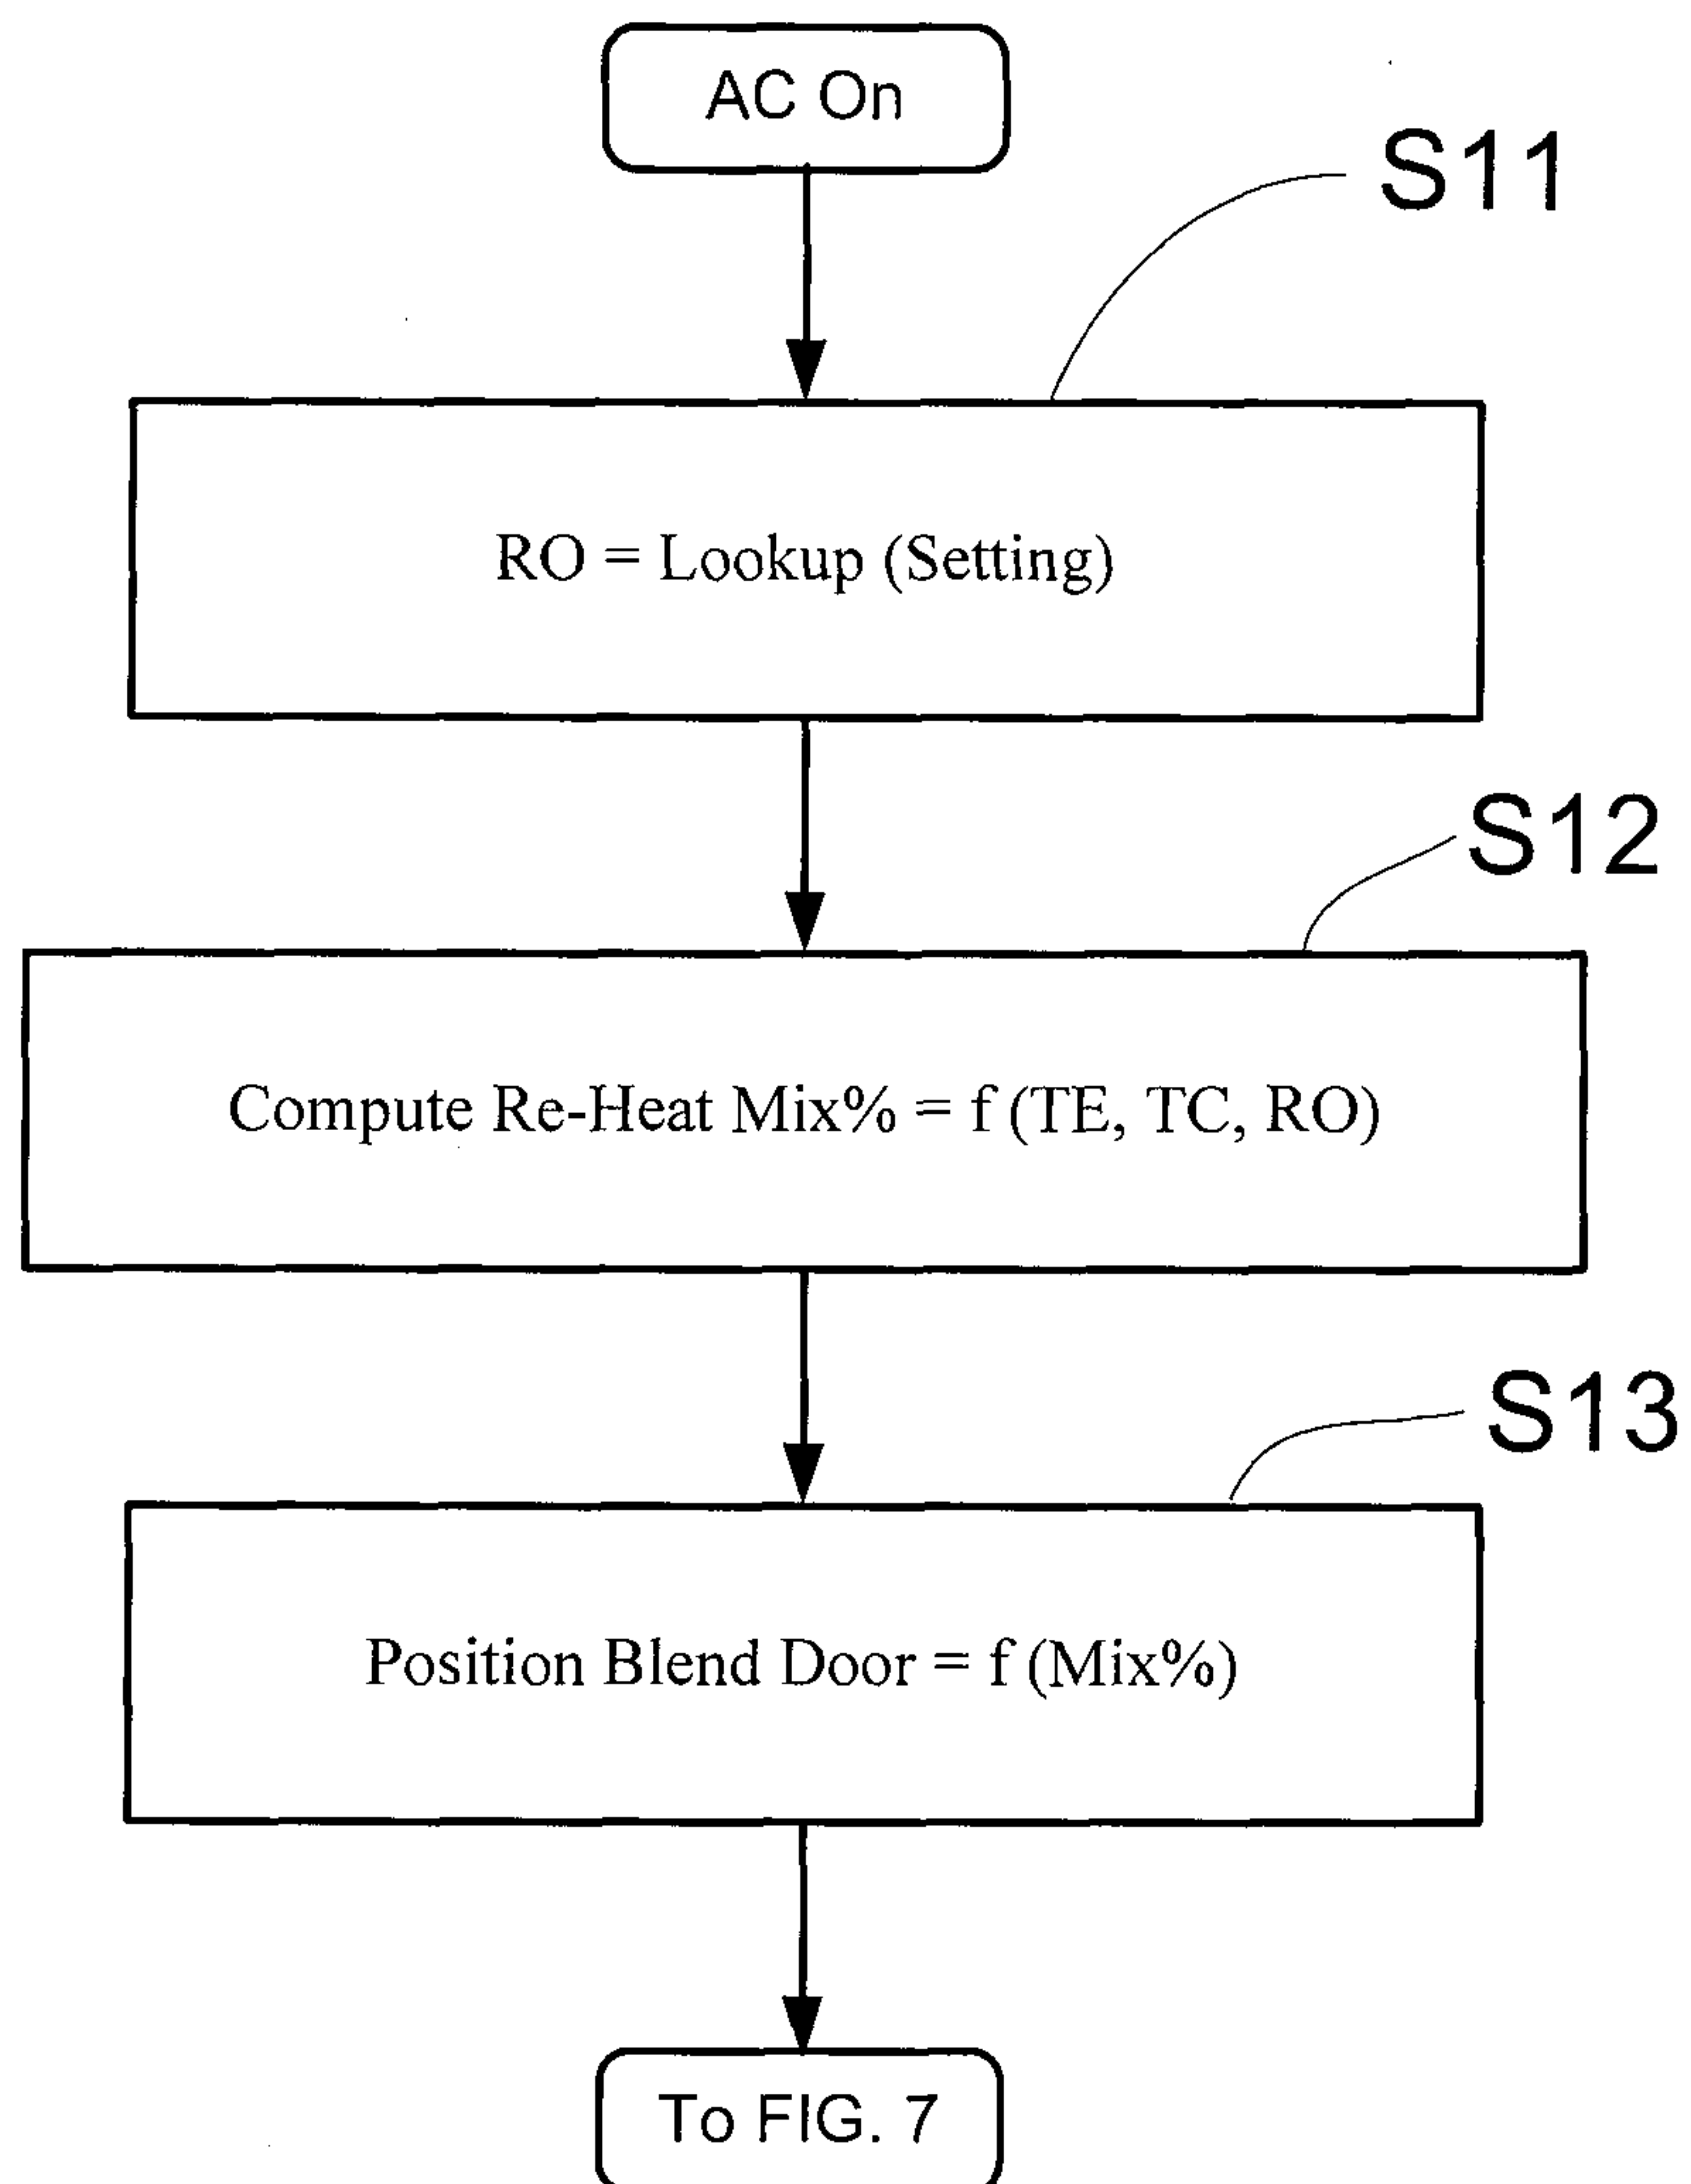 AC On
S11
RO = Lookup (Setting)
S12
Compute Re-Heat Mix% = f (TE, TC, RO)
S13
Position Blend Door = f (Mix%)
To FIG. 7